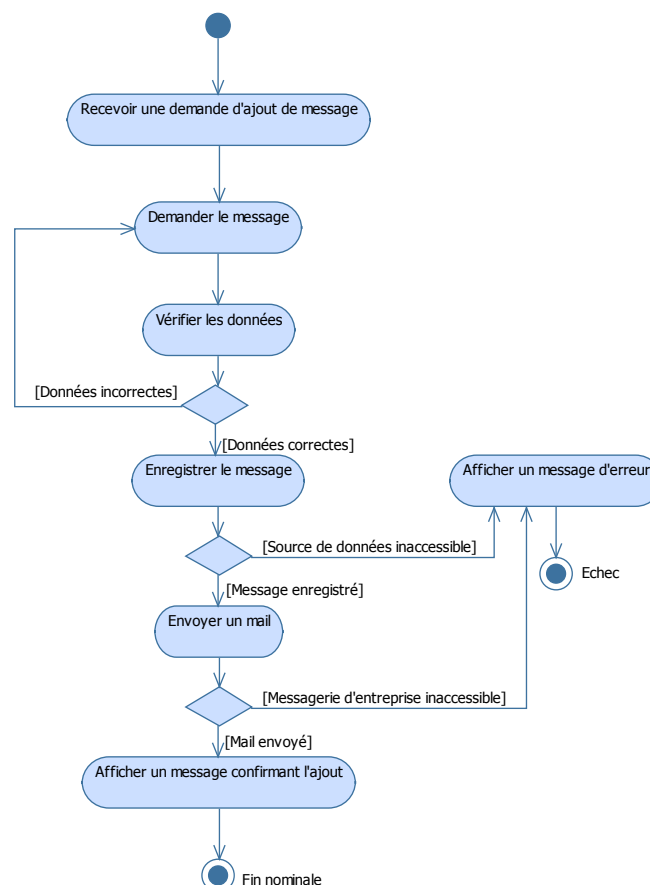 Recevoir une demande d'ajout de message
Demander le message
Vérifier les données
[Données incorrectes]
[Données correctes]
Enregistrer le message
Afficher un message d'erreur
[Source de données inaccessible]
Echec
[Message enregistré]
Envoyer un mail
[Messagerie d'entreprise inaccessible]
[Mail envoyé]
Afficher un message confirmant l'ajout
Fin nominale